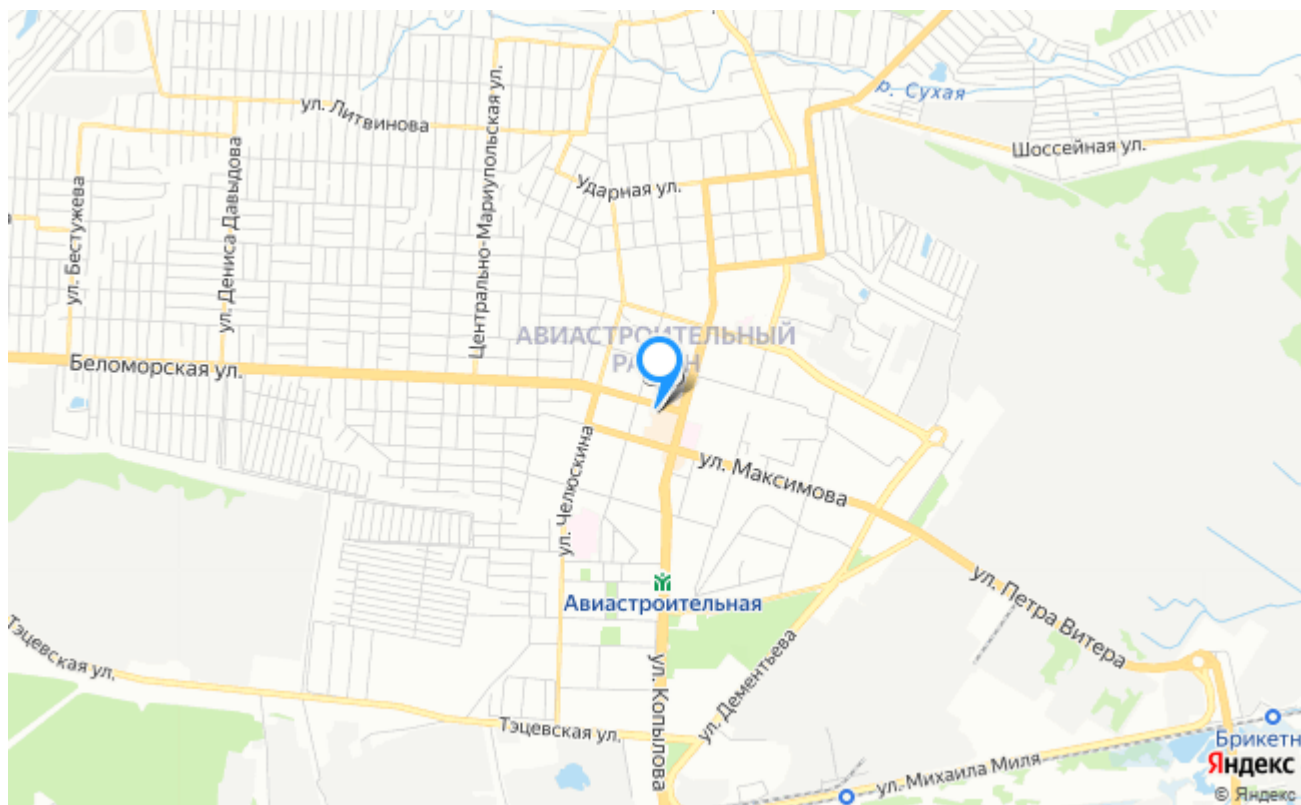 р. Сухая
Шоссейная ул.
ул. Литвинова
Центрально-Мариупольская ул.
Ударная ул.
ул. Бестужева
ул. Дениса Давыдова
АВИАСТРОИТЕЛЬНЫЙ
Беломорская ул.
ул. Челюскина
ул. Максимова
ул. Петра Витера
Авиастроительная
Тэцевская ул.
ул. Копылова
ул. Дементьева
Тэцевская ул.
ул. Михаила Миля
Брикетн
Яндекс
© Яндекс